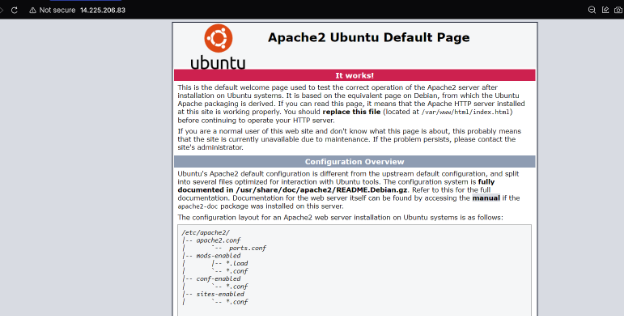 Not secure 14.225.206.83
ubuntu
Apache2 Ubuntu Default Page
It works!
This is the default welcome page used to test the correct operation of the Apache2 server after
installation on Ubuntu systems. It is based on the equivalent page on Debian, from which the Ubuntu
Apache packaging is derived. If you can read this page, it means that the Apache HTTP server installed
at this site is working properly. You should replace this file (located at /var/www/html/index.html)
before continuing to operate your HTTP server.
If you are a normal user of this web site and don't know what this page is about, this probably means
that the site is currently unavailable due to maintenance. If the problem persists, please contact the
site's administrator.
Configuration Overview
Ubuntu's Apache2 default configuration is different from the upstream default configuration, and split
into several files optimized for interaction with Ubuntu tools. The configuration system is fully
documented in /usr/share/doc/apache2/README.Debian.gz. Refer to this for the full
documentation. Documentation for the web server itself can be found by accessing the manual if the
apache2-doc package was installed on this server.
The configuration layout for an Apache2 web server installation on Ubuntu systems is as follows:
/etc/apache2/
|-- apache2.conf
|       `--  ports.conf
|-- mods-enabled
|       |-- *.load
|       `-- *.conf
|-- conf-enabled
|       `-- *.conf
|-- sites-enabled
|       `-- *.conf